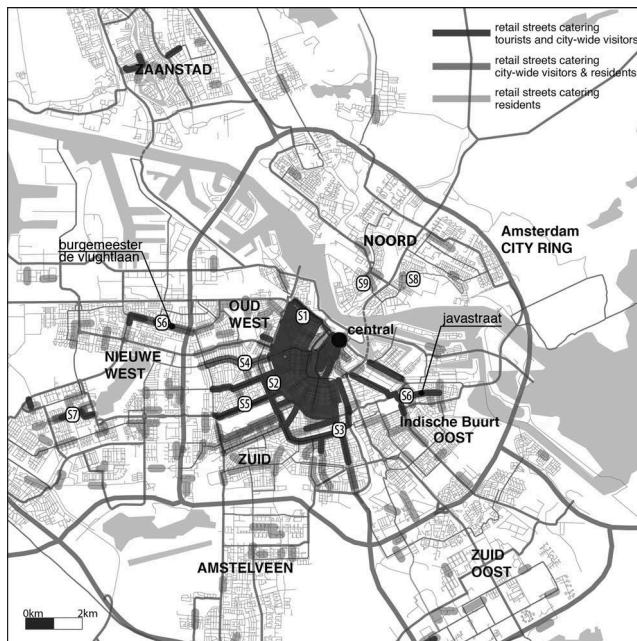 retail streets catering
tourists and city-wide visitors
retail streets catering
city-wide visitors & residents
retail streets catering
residents
ZAANSTAD
Amsterdam
CITY RING
NOORD
burgemeester
de vlughtlaan
S9
S8
OUD
WEST
S1
central
javastraat
S6
NIEUWE
WEST
S4
S2
S6
S5
S7
Indische Buurt
OOST
S3
ZUID
AMSTELVEEN
ZUID
OOST
0km
2km